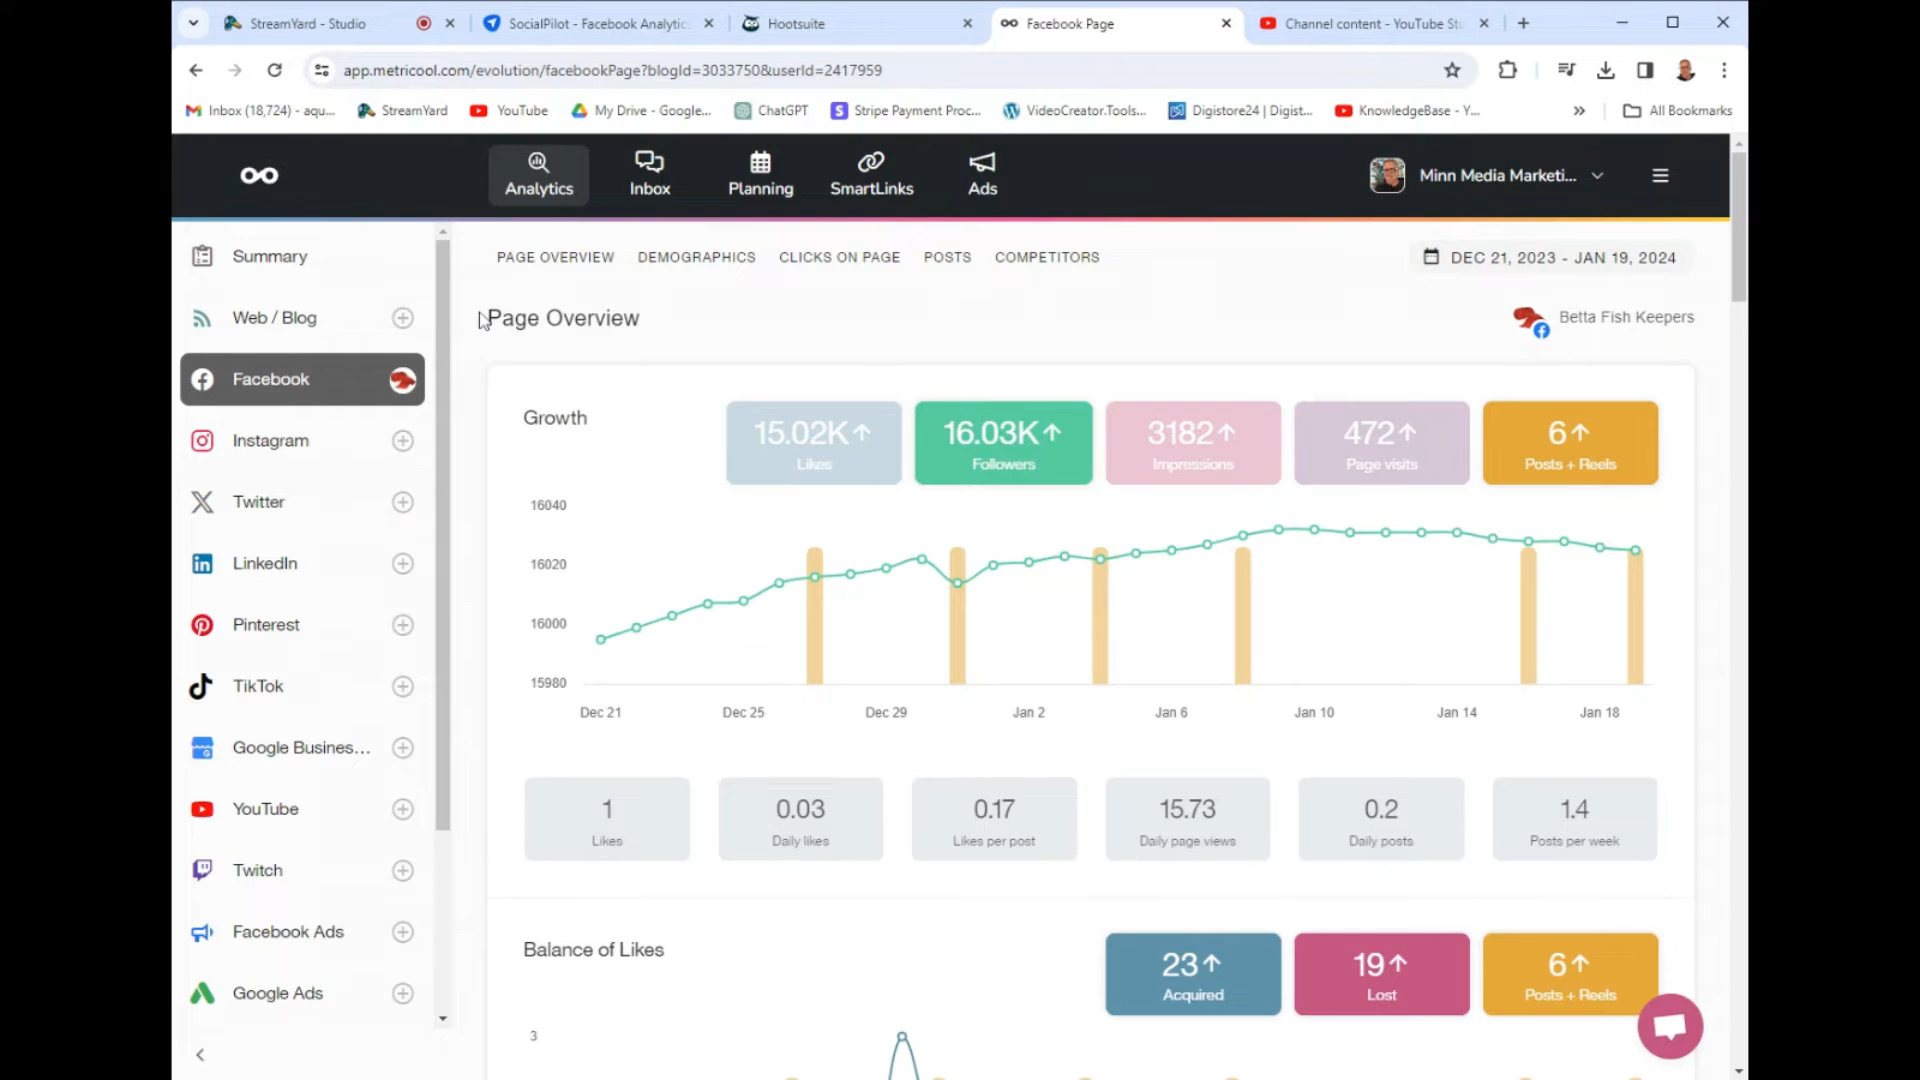 StreamYard - Studio
SocialPilot - Facebook Analytic
Hootsuite
Facebook Page
Channel content - YouTube St
app.metricool.com/evolution/facebookPage?blogId=3033750&userId=2417959
Inbox (18,724) - aqu...
StreamYard
YouTube
My Drive - Google...
ChatGPT
Stripe Payment Proc...
VideoCreator.Tools...
Digistore24 | Digist...
KnowledgeBase - Y...
All Bookmarks
Analytics
Inbox
Planning
SmartLinks
Ads
Minn Media Marketi...
Summary
Web / Blog
Facebook
Instagram
Twitter
LinkedIn
Pinterest
TikTok
Google Busines...
YouTube
Twitch
Facebook Ads
Google Ads
PAGE OVERVIEW
DEMOGRAPHICS
CLICKS ON PAGE
POSTS
COMPETITORS
DEC 21, 2023 - JAN 19, 2024
Page Overview
Betta Fish Keepers
Growth
15.02K
Likes
16.03K
Followers
3182
Impressions
472
Page visits
6
Posts + Reels
16040
16020
16000
15980
Dec 21
Dec 25
Dec 29
Jan 2
Jan 6
Jan 10
Jan 14
Jan 18
1
Likes
0.03
Daily likes
0.17
Likes per post
15.73
Daily page views
0.2
Daily posts
1.4
Posts per week
Balance of Likes
23
Acquired
19
Lost
6
Posts + Reels
3